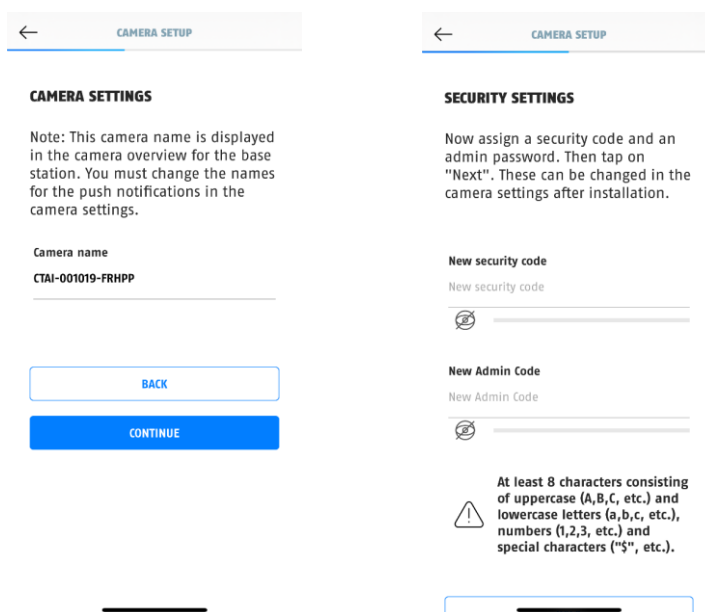 CAMERA SETUP
CAMERA SETTINGS
Note: This camera name is displayed
in the camera overview for the base
station. You must change the names
for the push notifications in the
camera settings.
Camera name
CTAI-001019-FRHPP
BACK
CONTINUE
CAMERA SETUP
SECURITY SETTINGS
Now assign a security code and an
admin password. Then tap on
"Next". These can be changed in the
camera settings after installation.
New security code
New security code
New Admin Code
New Admin Code
At least 8 characters consisting
of uppercase (A,B,C, etc.) and
lowercase letters (a,b,c, etc.),
numbers (1,2,3, etc.) and
special characters ("$", etc.).